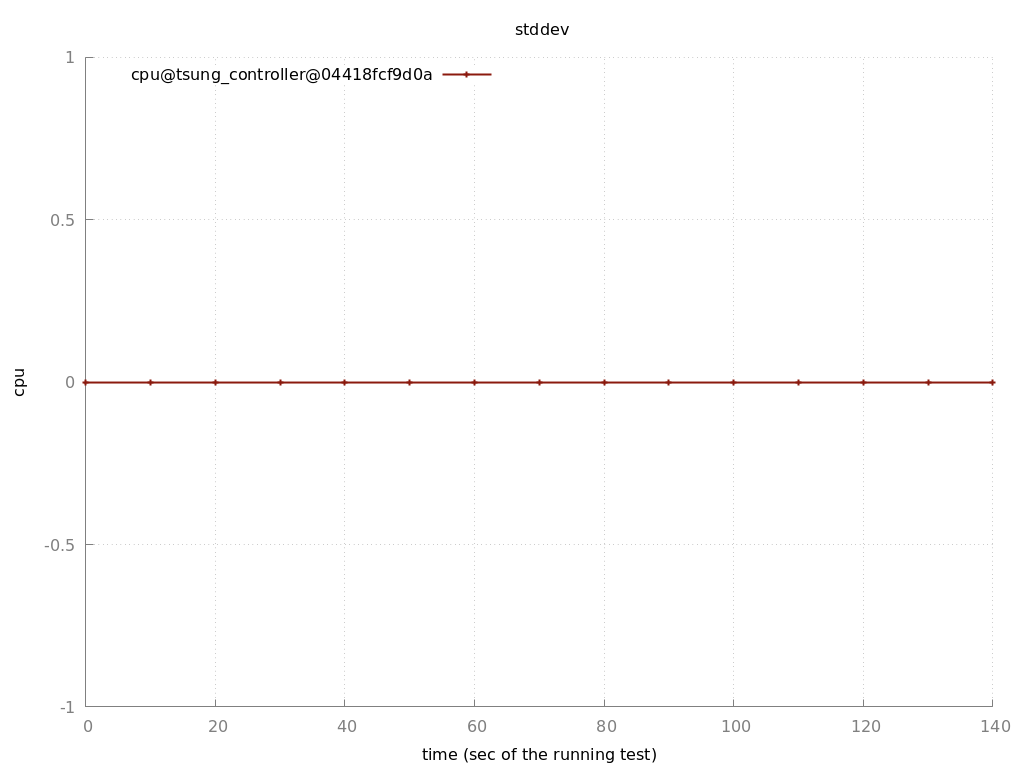 stddev
1
cpu@tsung_controller@04418fcf9d0a
0.5
cpu
0
-0.5
-1
0 20 40 60 80 100 120 140
time (sec of the running test)